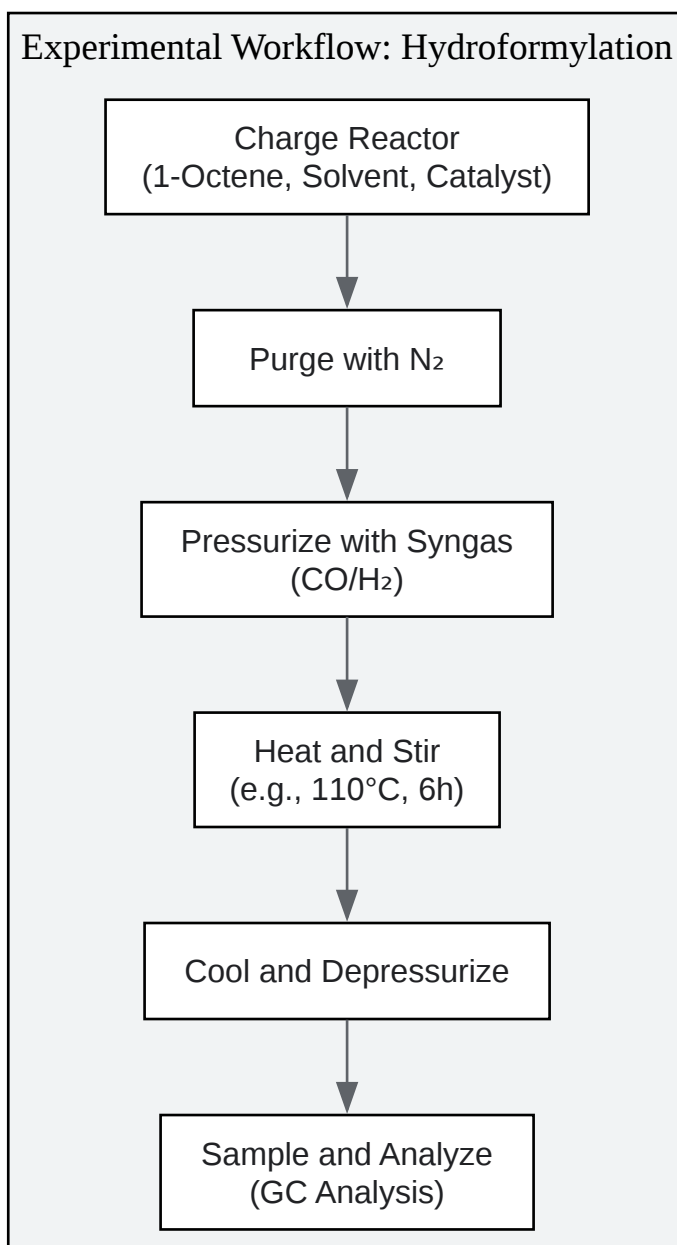 Experimental Workflow: Hydroformylation
Charge Reactor
(1-Octene, Solvent, Catalyst)
Purge with N₂
Pressurize with Syngas
(CO/H₂)
Heat and Stir
(e.g., 110°C, 6h)
Cool and Depressurize
Sample and Analyze
(GC Analysis)